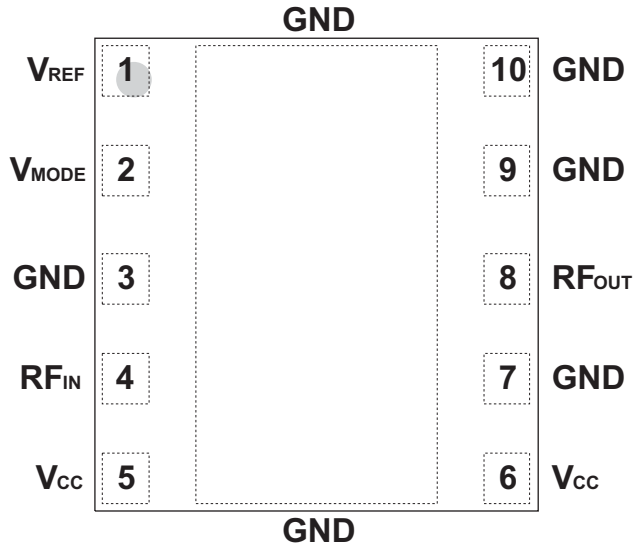 GND
VREF 1 10 GND
VMODE 2 9 GND
GND 3 8 RFOUT
RFIN 4 7 GND
VCC 5 6 VCC
GND